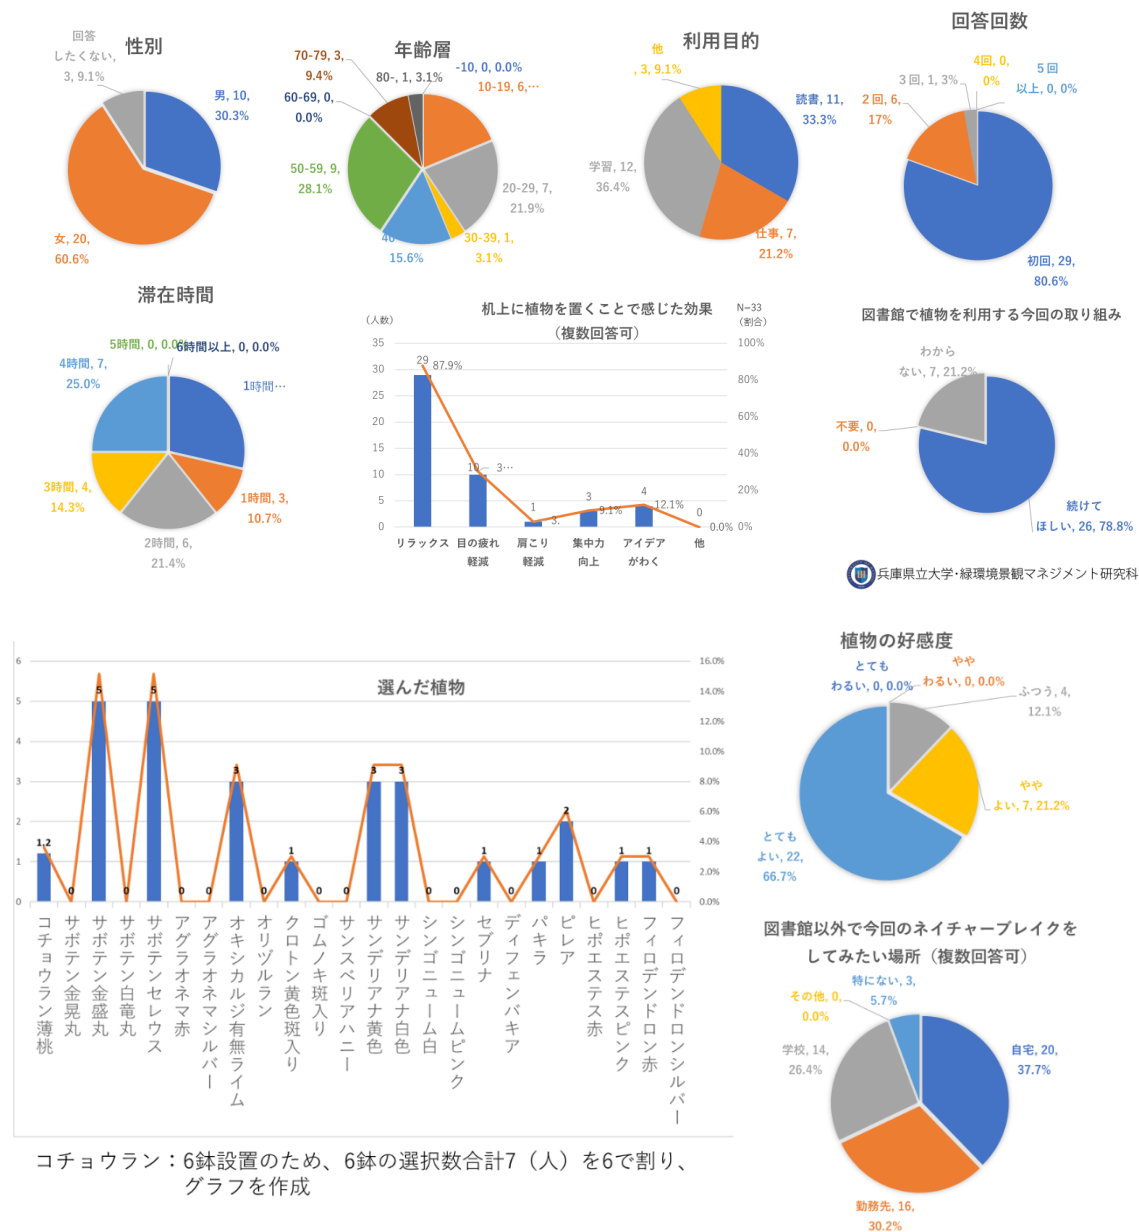 性別
回答
したくない,
3, 9.1%
男, 10,
30.3%
女, 20,
60.6%
年齢層
70-79, 3,
9.4%
80-, 1, 3.1%
-10, 0, 0.0%
10-19, 6,…
60-69, 0,
0.0%
50-59, 9,
28.1%
20-29, 7,
21.9%
40
15.6%
30-39, 1,
3.1%
利用目的
他
, 3, 9.1%
読書, 11,
33.3%
学習, 12,
36.4%
仕事, 7,
21.2%
回答回数
4回, 0,
0%
5回
以上, 0, 0%
3回, 1, 3%
2回, 6,
17%
初回, 29,
80.6%
滞在時間
5時間, 0, 0.0%
6時間以上, 0, 0.0%
4時間, 7,
25.0%
1時間…
3時間, 4,
14.3%
1時間, 3,
10.7%
2時間, 6,
21.4%
机上に植物を置くことで感じた効果
(複数回答可)
(人数)
N=33
(割合)
35
30
25
20
15
10
5
0
100%
80%
60%
40%
20%
0%
29
87.9%
10
3…
1
3.
3
9.1%
4
12.1%
0
0.0%
リラックス
目の疲れ
軽減
肩こり
軽減
集中力
向上
アイデア
がわく
他
図書館で植物を利用する今回の取り組み
わから
ない, 7, 21.2%
不要, 0,
0.0%
続けて
ほしい, 26, 78.8%
兵庫県立大学・緑環境景観マネジメント研究科
選んだ植物
6
5
4
3
2
1
0
16.0%
14.0%
12.0%
10.0%
8.0%
6.0%
4.0%
2.0%
0.0%
1.2
0
5
0
5
0
0
3
0
1
0
0
3
3
0
0
1
0
1
2
0
1
1
0
コチョウラン薄桃
サボテン金晃丸
サボテン金盛丸
サボテン白竜丸
サボテンセレウス
アグラオネマ赤
アグラオネマシルバー
オキシカルジ有無ライム
オリヅルラン
クロトン黄色斑入り
ゴムノキ斑入り
サンスベリアハニー
サンデリアナ黄色
サンデリアナ白色
シンゴニューム白
シンゴニュームピンク
セブリナ
ディフェンバキア
パキラ
ピレア
ヒポエステス赤
ヒポエステスピンク
フィロデンドロン赤
フィロデンドロンシルバー
コチョウラン：6鉢設置のため、6鉢の選択数合計7（人）を6で割り、
グラフを作成
植物の好感度
とても
わるい, 0, 0.0%
やや
わるい, 0, 0.0%
ふつう, 4,
12.1%
やや
よい, 7, 21.2%
とても
よい, 22,
66.7%
図書館以外で今回のネイチャーブレイクを
してみたい場所（複数回答可）
特にない, 3,
5.7%
その他, 0,
0.0%
学校, 14,
26.4%
自宅, 20,
37.7%
勤務先, 16,
30.2%